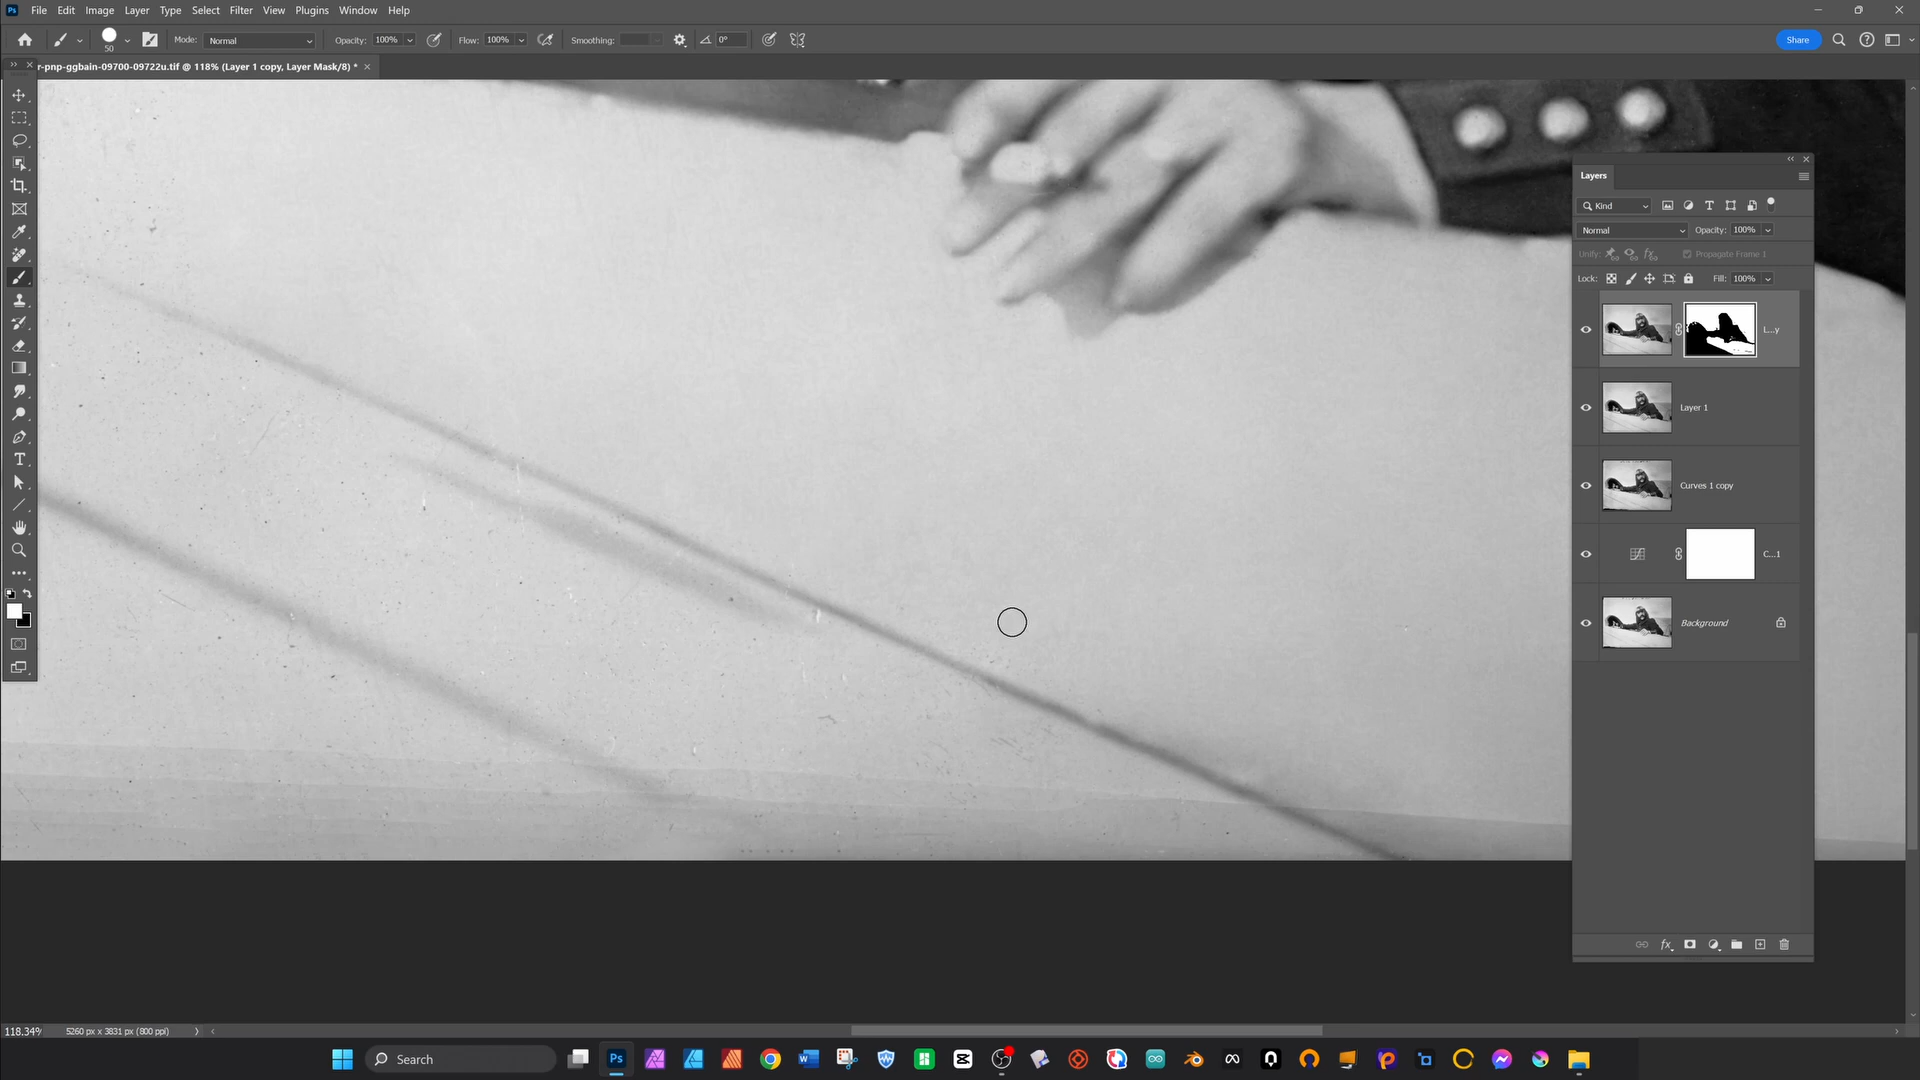 File Edit Image Layer Type Select Filter View Plugins Window Help
50 Mode: Normal Opacity: 100% Flow: 100% Smoothing: 0° Share
r-pnp-ggbain-09700-09722u.tif @ 118% (Layer 1 copy, Layer Mask/8) *
Layers
Kind
Normal Opacity: 100%
Unify: Propagate Frame 1
Lock: Fill: 100%
L...y
Layer 1
Curves 1 copy
C...1
Background
118.34% 5260 px x 3831 px (800 ppi)
Search